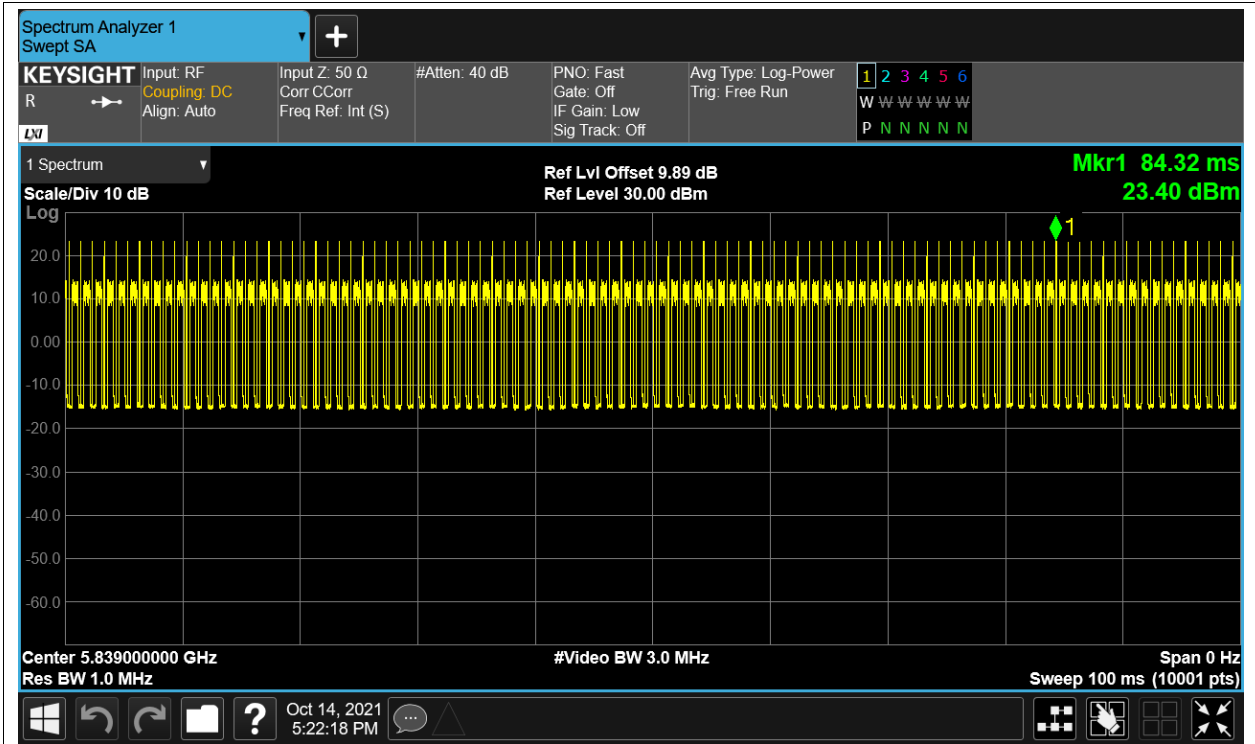 Spectrum Analyzer 1
Swept SA
KEYSIGHT
R
LXI
Input: RF
Coupling: DC
Align: Auto
Input Z: 50 Ω
Corr CCorr
Freq Ref: Int (S)
#Atten: 40 dB
PNO: Fast
Gate: Off
IF Gain: Low
Sig Track: Off
Avg Type: Log-Power
Trig: Free Run
1 2 3 4 5 6
W W W W W W
P N N N N N
1 Spectrum
Scale/Div 10 dB
Log
Ref Lvl Offset 9.89 dB
Ref Level 30.00 dBm
Mkr1 84.32 ms
23.40 dBm
1
20.0
10.0
0.00
-10.0
-20.0
-30.0
-40.0
-50.0
-60.0
Center 5.839000000 GHz
Res BW 1.0 MHz
#Video BW 3.0 MHz
Span 0 Hz
Sweep 100 ms (10001 pts)
?
Oct 14, 2021
5:22:18 PM